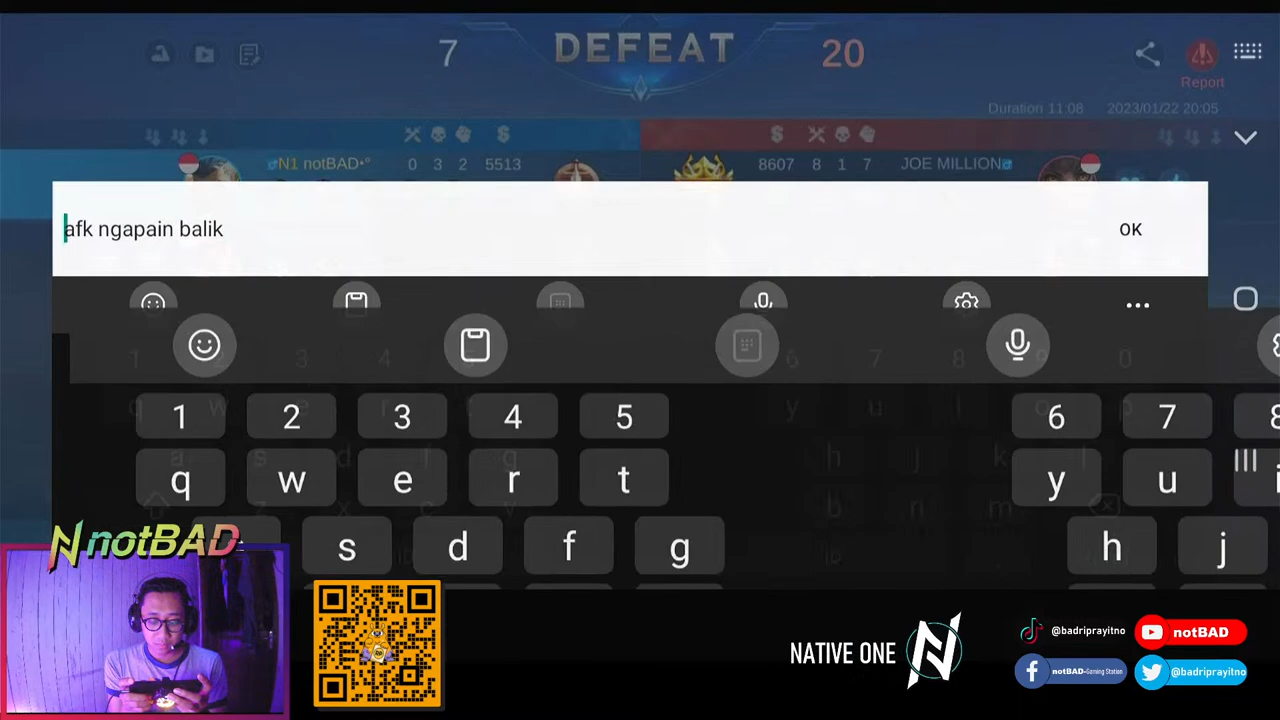 7 DEFEAT 20
Report
Duration 11:08 2023/01/22 20:05
N1 notBAD•° 0 3 2 5513
8607 8 1 7 JOE MILLION
afk ngapain balik
OK
1 2 3 4 5 6 7 8
q w e r t y u i
s d f g h j
notBAD
NATIVE ONE
@badriprayitno
notBAD
notBAD-Gaming Station
@badriprayitno